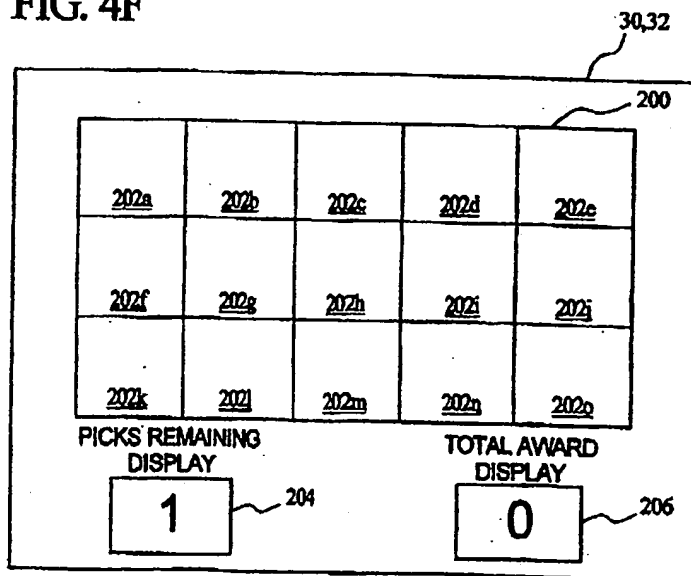 FIG. 4F
30,32
200
202a 202b 202c 202d 202e
202f 202g 202h 202i 202j
202k 202l 202m 202n 202o
PICKS REMAINING DISPLAY
TOTAL AWARD DISPLAY
1 204
0 206